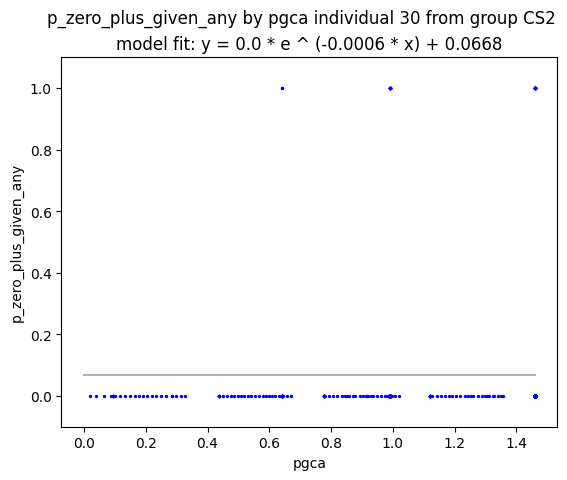 p_zero_plus_given_any by pgca individual 30 from group CS2
model fit: y = 0.0 * e ^ (-0.0006 * x) + 0.0668
1.0
0.8
0.6
0.4
0.2
0.0
p_zero_plus_given_any
0.0 0.2 0.4 0.6 0.8 1.0 1.2 1.4
pgca